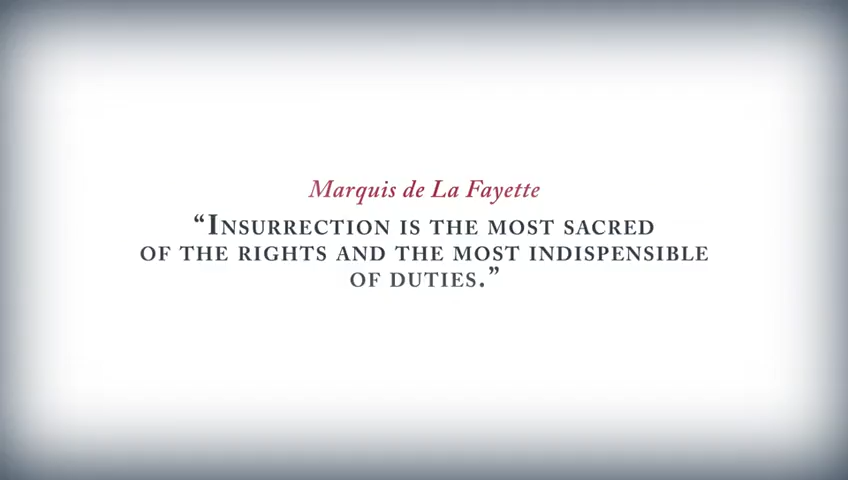 Marquis de La Fayette
“Insurrection is the most sacred
of the rights and the most indispensible
of duties.”